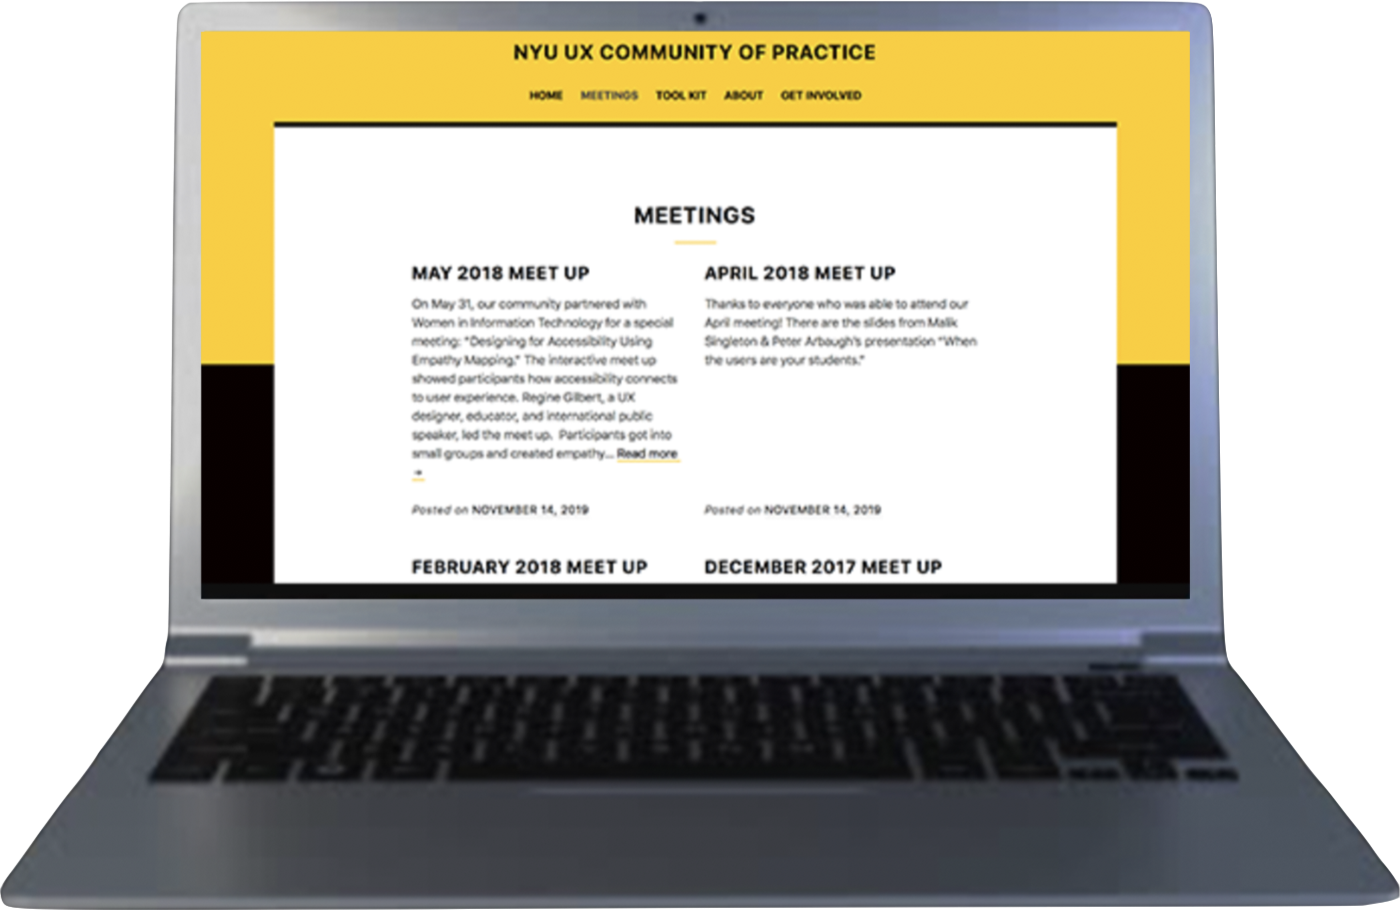 NYU UX COMMUNITY OF PRACTICE
HOME MEETINGS TOOL KIT ABOUT GET INVOLVED
MEETINGS
MAY 2018 MEET UP
On May 31, our community partnered with
Women in Information Technology for a special
meeting: “Designing for Accessibility Using
Empathy Mapping.” The interactive meet up
showed participants how accessibility connects
to user experience. Regine Gilbert, a UX
designer, educator, and international public
speaker, led the meet up. Participants got into
small groups and created empathy... Read more
→
Posted on NOVEMBER 14, 2019
APRIL 2018 MEET UP
Thanks to everyone who was able to attend our
April meeting! There are the slides from Malik
Singleton & Peter Arbaugh’s presentation “When
the users are your students.”
Posted on NOVEMBER 14, 2019
FEBRUARY 2018 MEET UP
DECEMBER 2017 MEET UP